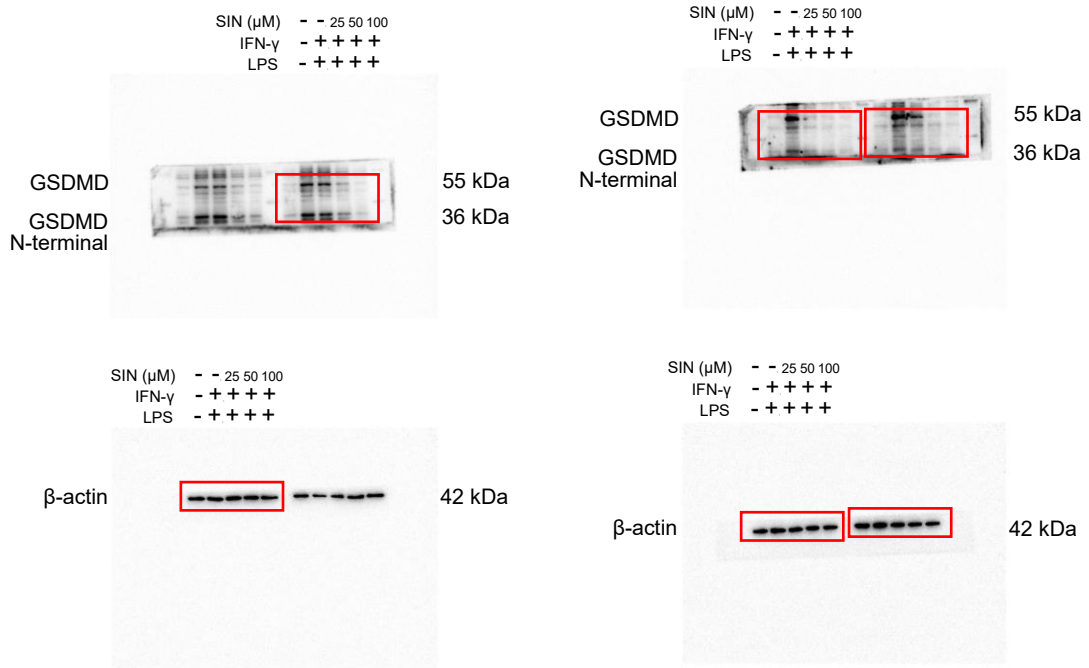 SIN (µM) - - 25 50 100
IFN-γ - + + + +
LPS - + + + +
GSDMD 55 kDa
GSDMD 36 kDa
N-terminal
SIN (µM) - - 25 50 100
IFN-γ - + + + +
LPS - + + + +
GSDMD 55 kDa
GSDMD 36 kDa
N-terminal
SIN (µM) - - 25 50 100
IFN-γ - + + + +
LPS - + + + +
β-actin 42 kDa
SIN (µM) - - 25 50 100
IFN-γ - + + + +
LPS - + + + +
β-actin 42 kDa